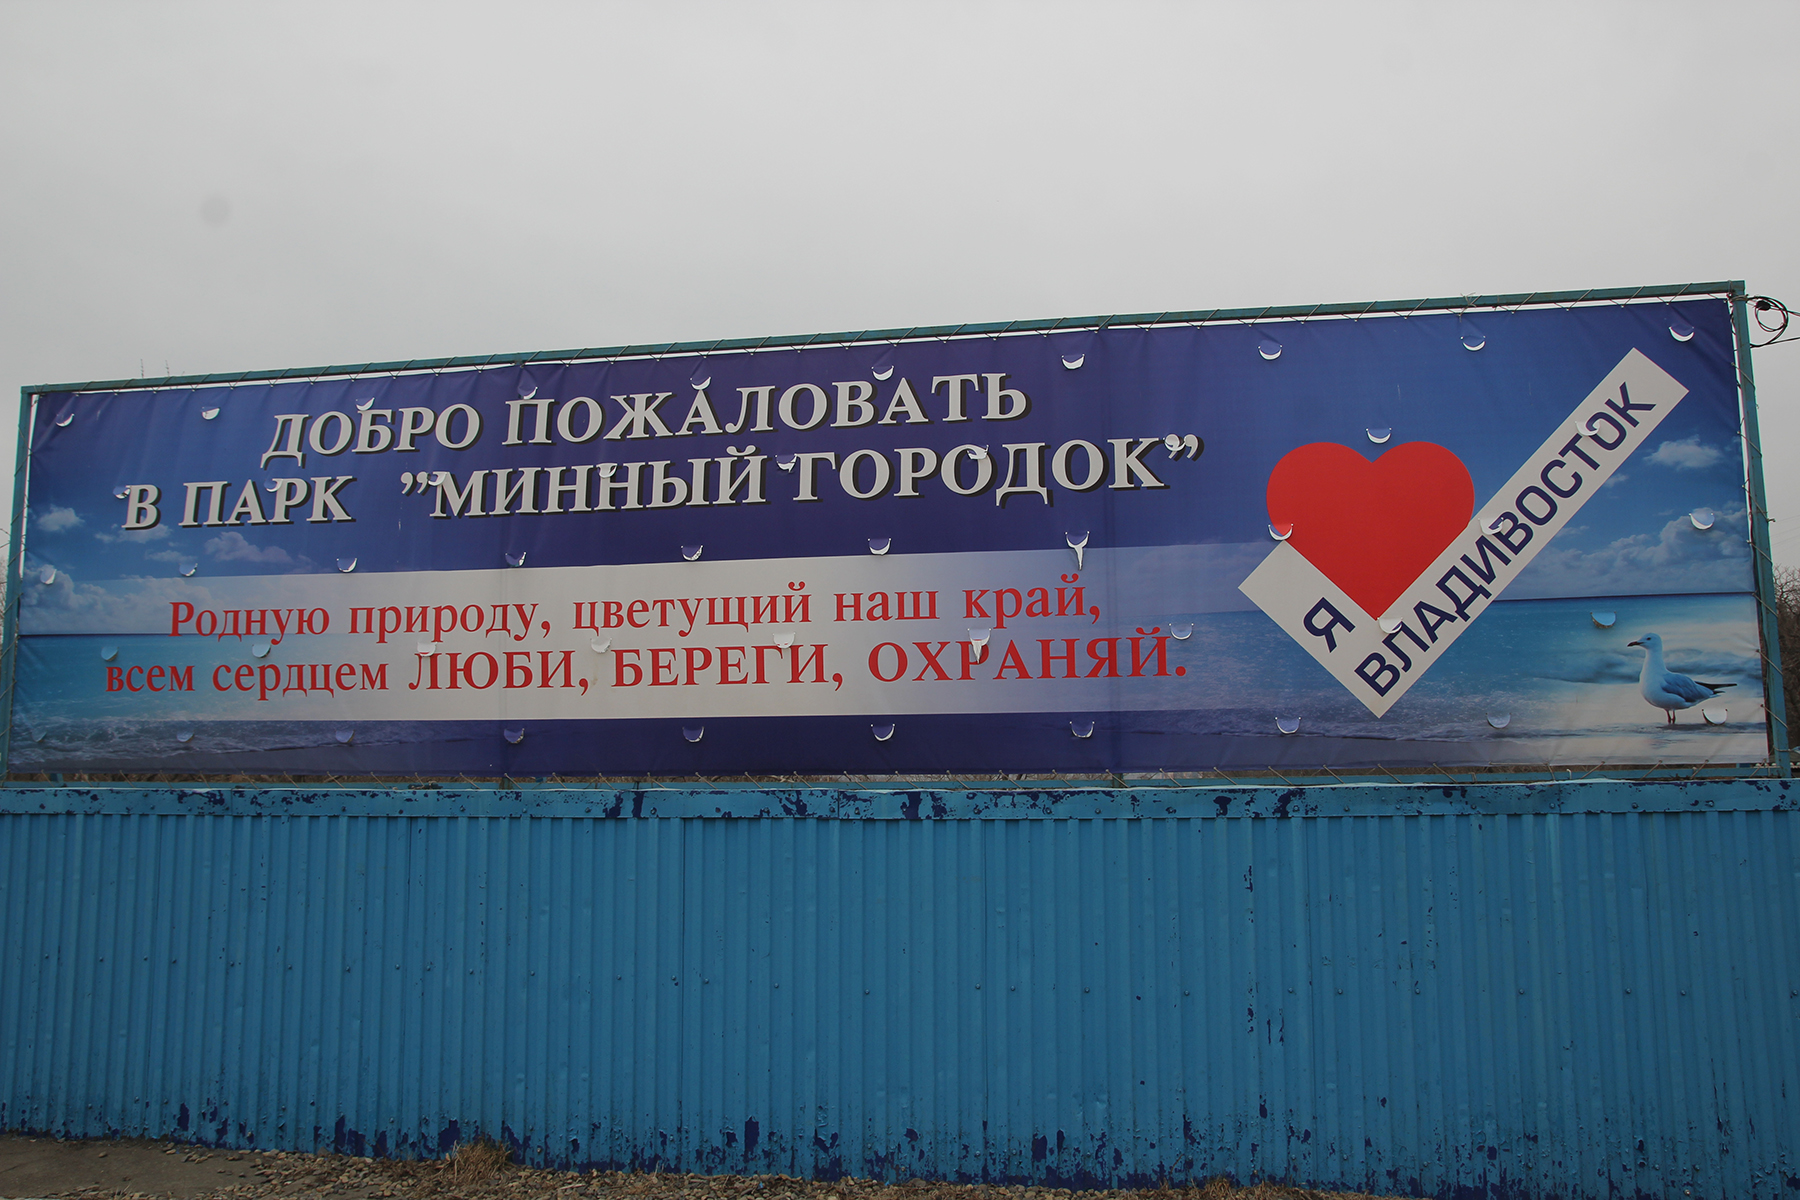 ДОБРО ПОЖАЛОВАТЬ
В ПАРК ”МИННЫЙ ГОРОДОК”
Родную природу, цветущий наш край,
всем сердцем ЛЮБИ, БЕРЕГИ, ОХРАНЯЙ.
Я
ВЛАДИВОСТОК